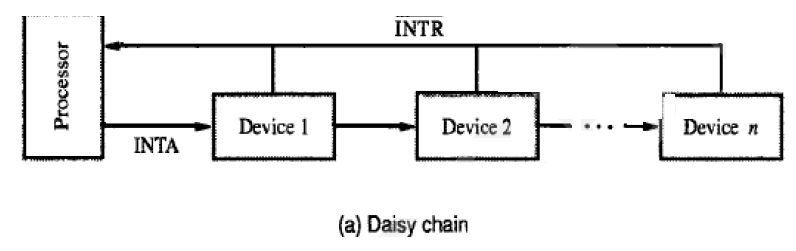 INTR
Processor
Device 1
Device 2
· · ·
Device n
INTA
(a) Daisy chain